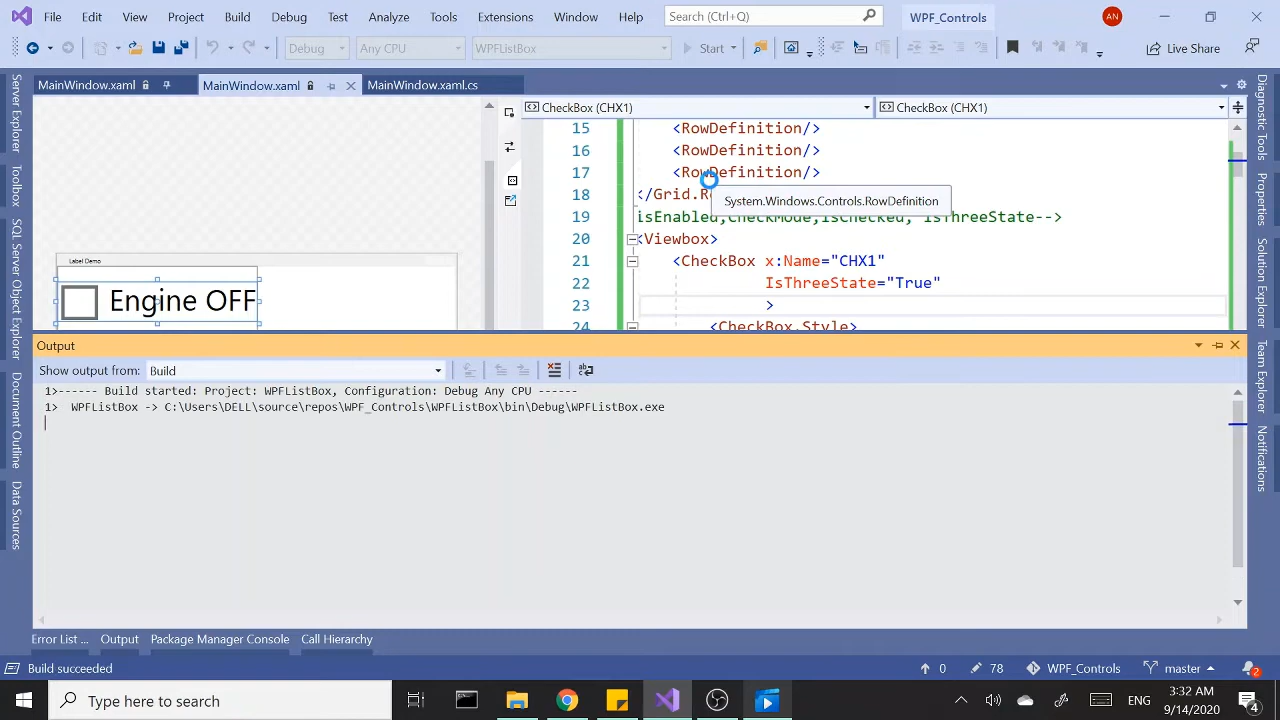 File Edit View Project Build Debug Test Analyze Tools Extensions Window Help Search (Ctrl+Q) WPF_Controls AN
Debug Any CPU WPFListBox Start Live Share
MainWindow.xaml MainWindow.xaml MainWindow.xaml.cs
CheckBox (CHX1) CheckBox (CHX1)
15 <RowDefinition/>
16 <RowDefinition/>
17 <RowDefinition/>
18 </Grid.R
System.Windows.Controls.RowDefinition
19 isEnabled,CheckMode,IsChecked, IsThreeState-->
20 <Viewbox>
21 <CheckBox x:Name="CHX1"
22 IsThreeState="True"
23 >
24 <CheckBox.Style>
Label Demo
Engine OFF
Server Explorer
Toolbox
SQL Server Object Explorer
Document Outline
Data Sources
Diagnostic Tools
Properties
Solution Explorer
Team Explorer
Notifications
Output
Show output from: Build
1>------ Build started: Project: WPFListBox, Configuration: Debug Any CPU ------
1> WPFListBox -> C:\Users\DELL\source\repos\WPF_Controls\WPFListBox\bin\Debug\WPFListBox.exe
Error List ... Output Package Manager Console Call Hierarchy
Build succeeded 0 78 WPF_Controls master 2
Type here to search ENG :32 AM
9/14/2020 4